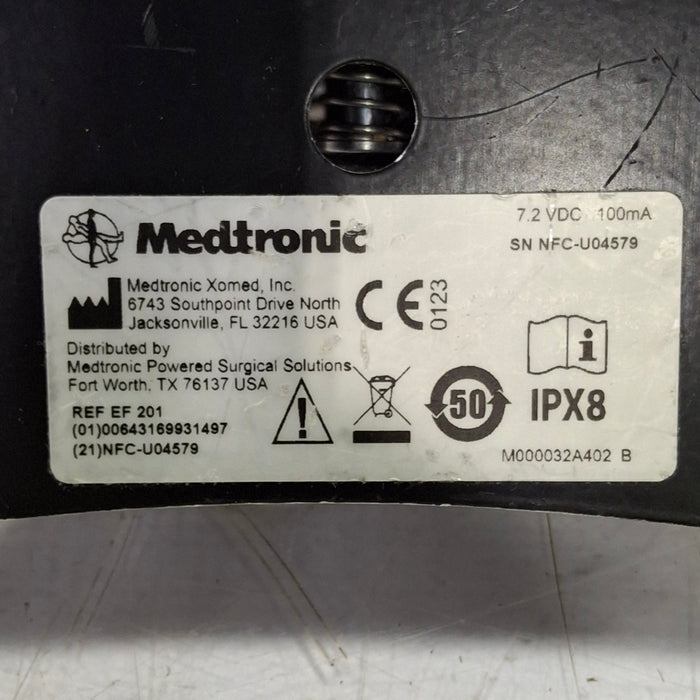 Medtronic
7.2 VDC 100mA
SN NFC-U04579
Medtronic Xomed, Inc.
6743 Southpoint Drive North
Jacksonville, FL 32216 USA
CE 0123
Distributed by
Medtronic Powered Surgical Solutions
Fort Worth, TX 76137 USA
REF EF 201
(01)00643169931497
(21)NFC-U04579
50
IPX8
M000032A402 B